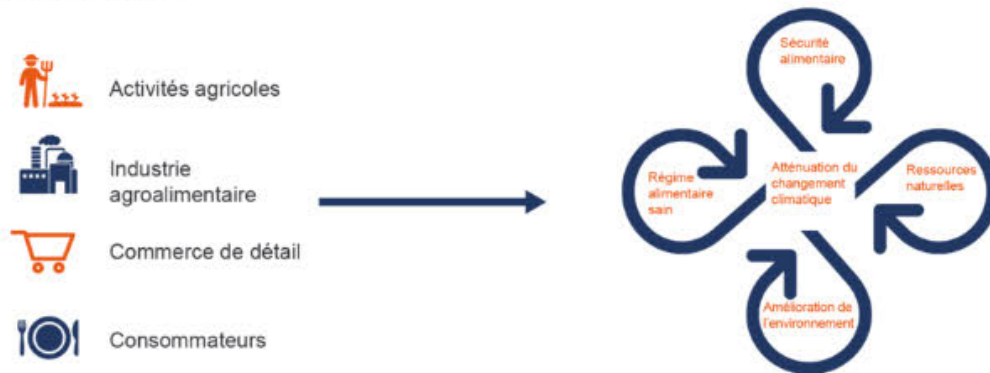 Activités agricoles
Industrie
agroalimentaire
Commerce de détail
Consommateurs
Sécurité
alimentaire
Régime
alimentaire
sain
Atténuation du
changement
climatique
Ressources
naturelles
Amélioration de
l'environnement